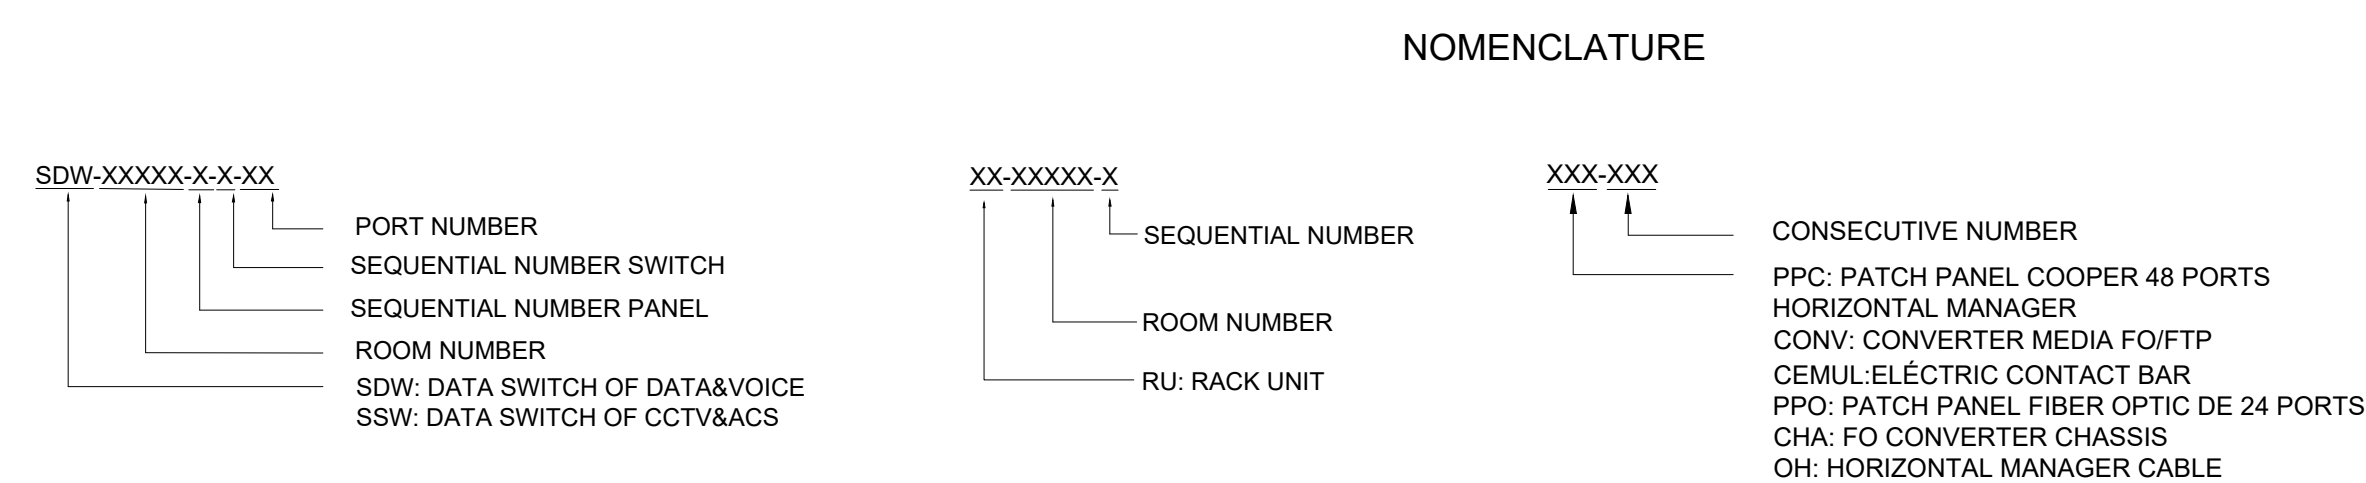 NOMENCLATURE
SDW-XXXXX-X-X-XX
PORT NUMBER
SEQUENTIAL NUMBER SWITCH
SEQUENTIAL NUMBER PANEL
ROOM NUMBER
SDW: DATA SWITCH OF DATA&VOICE
SSW: DATA SWITCH OF CCTV&ACS
XX-XXXXX-X
SEQUENTIAL NUMBER
ROOM NUMBER
RU: RACK UNIT
XXX-XXX
CONSECUTIVE NUMBER
PPC: PATCH PANEL COOPER 48 PORTS
HORIZONTAL MANAGER
CONV: CONVERTER MEDIA FO/FTP
CEMUL:ELÉCTRIC CONTACT BAR
PPO: PATCH PANEL FIBER OPTIC DE 24 PORTS
CHA: FO CONVERTER CHASSIS
OH: HORIZONTAL MANAGER CABLE